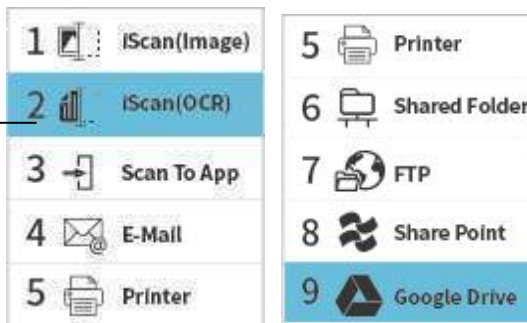 1 iScan(Image)
2 iScan(OCR)
3 Scan To App
4 E-Mail
5 Printer
5 Printer
6 Shared Folder
7 FTP
8 Share Point
9 Google Drive